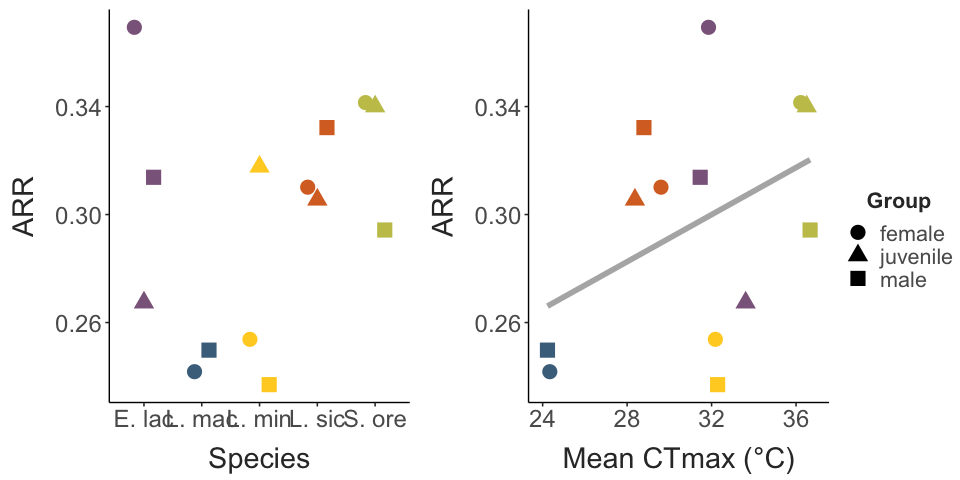 ARR
0.34
0.30
0.26
E. lac
L. mac
L. min
L. sic
S. ore
Species
ARR
0.34
0.30
0.26
24
28
32
36
Mean CTmax (°C)
Group
female
juvenile
male